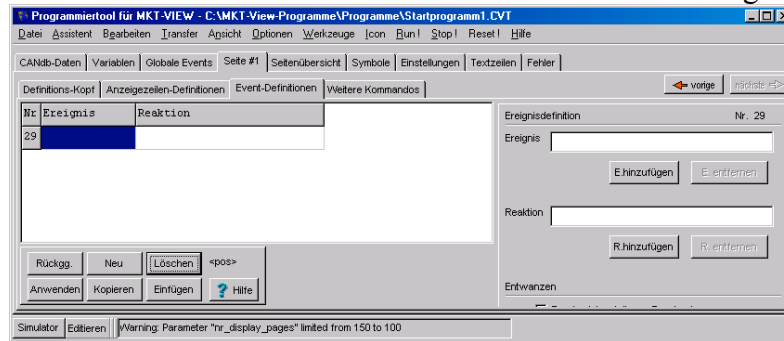 Programmiertool für MKT-VIEW - C:\MKT-View-Programme\Programme\Startprogramm1.CVT
Datei Assistent Bearbeiten Transfer Ansicht Optionen Werkzeuge Icon Run! Stop! Reset! Hilfe
CANdb-Daten Variablen Globale Events Seite #1 Seitenübersicht Symbole Einstellungen Textzeilen Fehler
Definitions-Kopf Anzeigezeilen-Definitionen Event-Definitionen Weitere Kommandos vorige nächste =>
Nr Ereignis Reaktion Ereignisdefinition Nr. 29
29 Ereignis
E.hinzufügen E. entfernen
Reaktion
R.hinzufügen R. entfernen
Rückgg. Neu Löschen <pos>
Anwenden Kopieren Einfügen ? Hilfe Entwanzen
Simulator Editieren Warning: Parameter "nr_display_pages" limited from 150 to 100